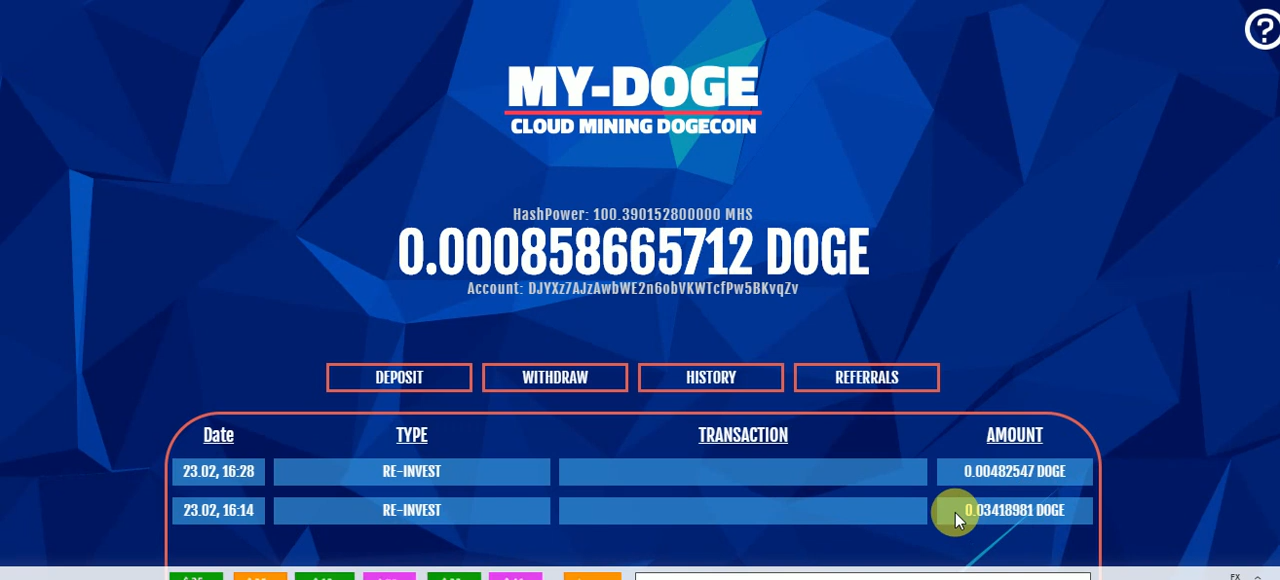 ?
MY-DOGE
CLOUD MINING DOGECOIN
HashPower: 100.390152800000 MHS
0.000858665712 DOGE
Account: DJYXz7AJzAwbWE2n6obVKWTcfPw5BKvqZv
DEPOSIT WITHDRAW HISTORY REFERRALS
Date TYPE TRANSACTION AMOUNT
23.02, 16:28 RE-INVEST 0.00482547 DOGE
23.02, 16:14 RE-INVEST 0.03418981 DOGE
FX